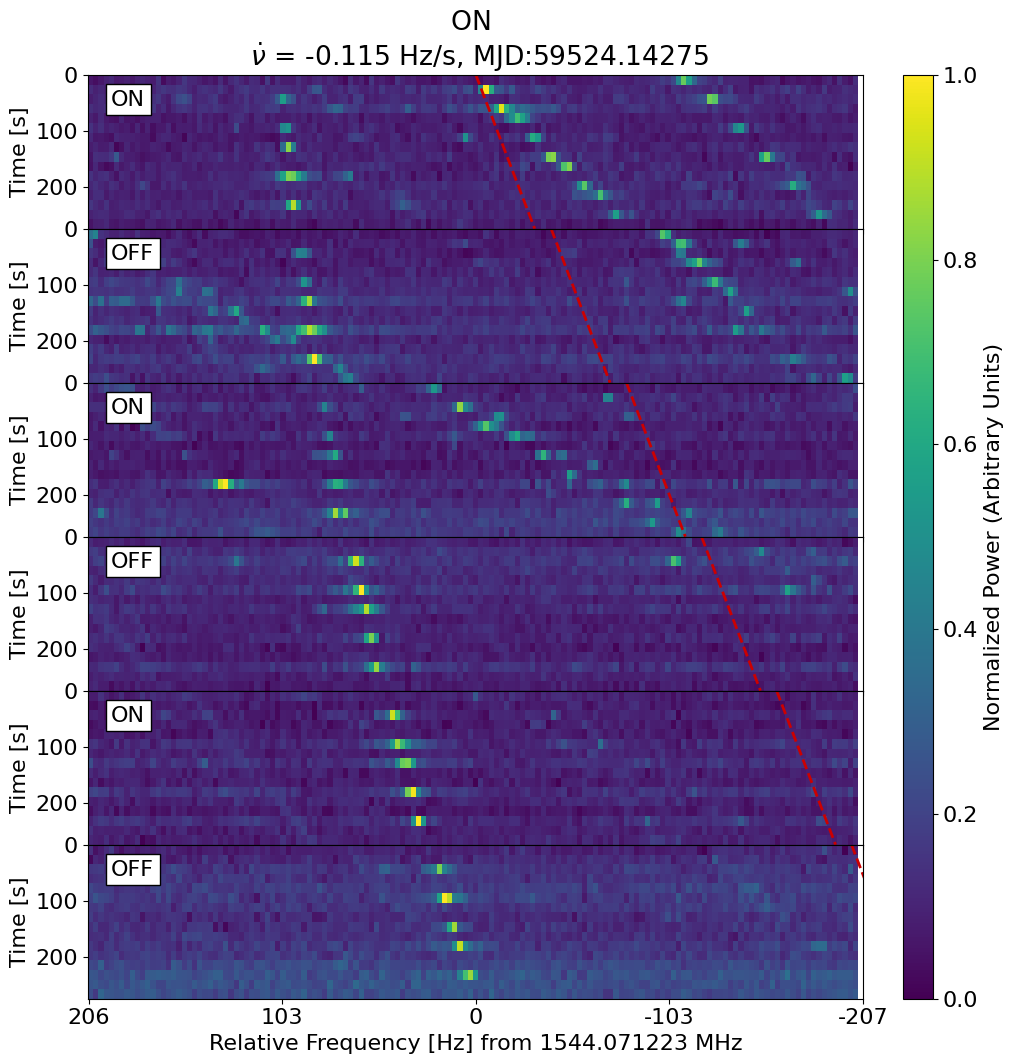 ON
ν̇ = -0.115 Hz/s, MJD:59524.14275
0
ON
100
200
Time [s]
0
OFF
100
200
Time [s]
0
ON
100
200
Time [s]
0
OFF
100
200
Time [s]
0
ON
100
200
Time [s]
0
OFF
100
200
Time [s]
206 103 0 -103 -207
Relative Frequency [Hz] from 1544.071223 MHz
1.0
0.8
0.6
0.4
0.2
0.0
Normalized Power (Arbitrary Units)